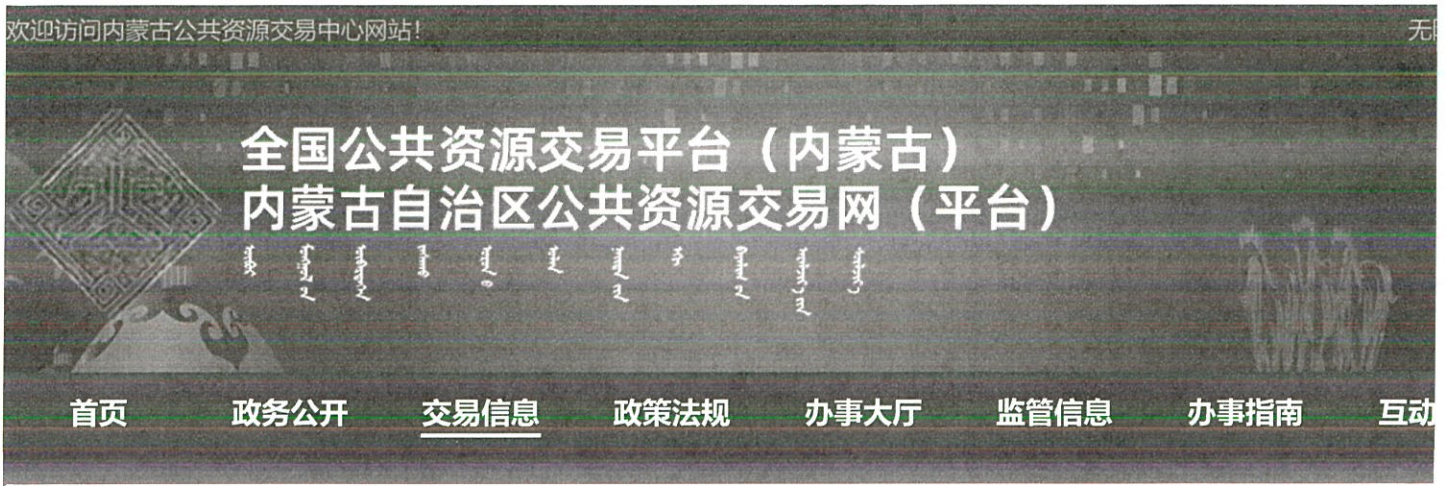 欢迎访问内蒙古公共资源交易中心网站!
全国公共资源交易平台（内蒙古）
内蒙古自治区公共资源交易网（平台）
首页 政务公开 交易信息 政策法规 办事大厅 监管信息 办事指南 互动